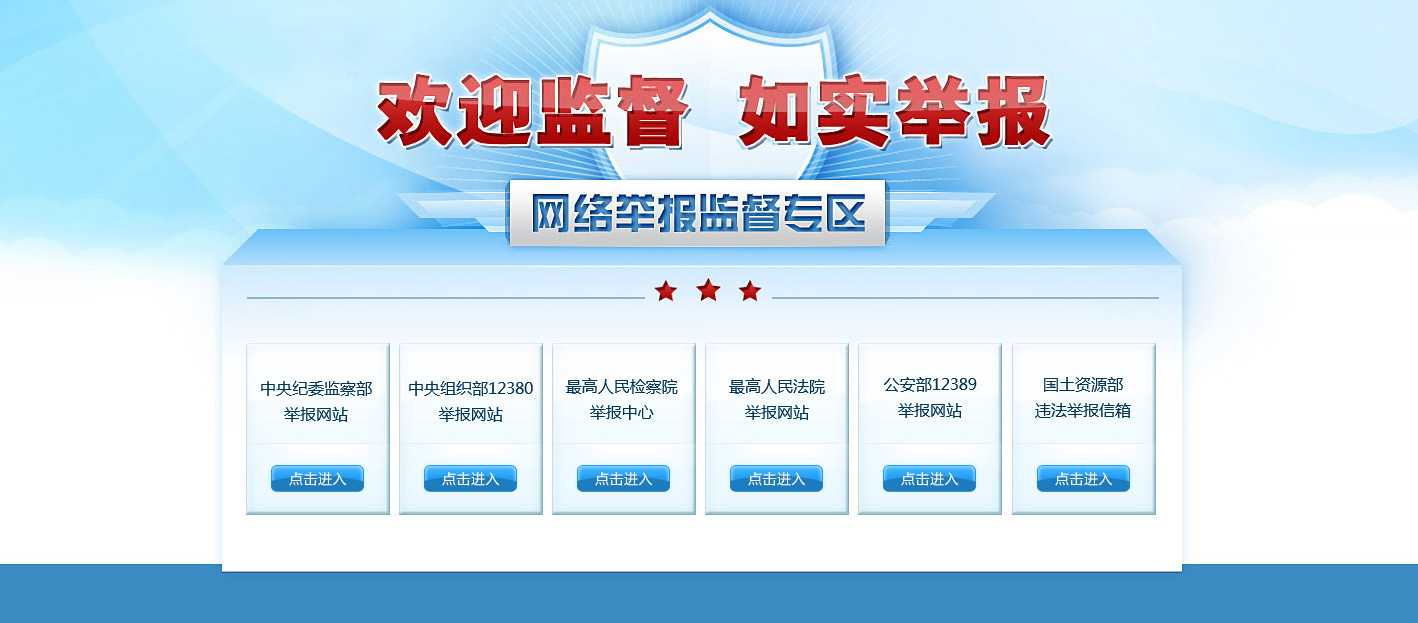 欢迎监督 如实举报
网络举报监督专区
中央纪委监察部
举报网站
点击进入
中央组织部12380
举报网站
点击进入
最高人民检察院
举报中心
点击进入
最高人民法院
举报网站
点击进入
公安部12389
举报网站
点击进入
国土资源部
违法举报信箱
点击进入